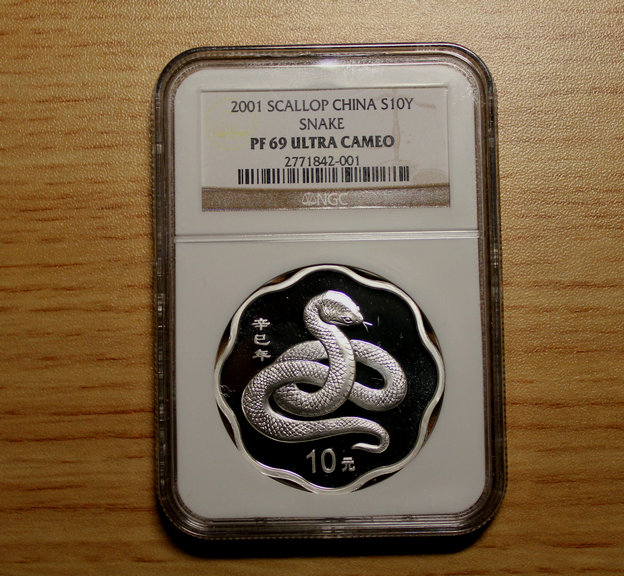 2001 SCALLOP CHINA S10Y
SNAKE
PF 69 ULTRA CAMEO
2771842-001
NGC
辛巳年
10元